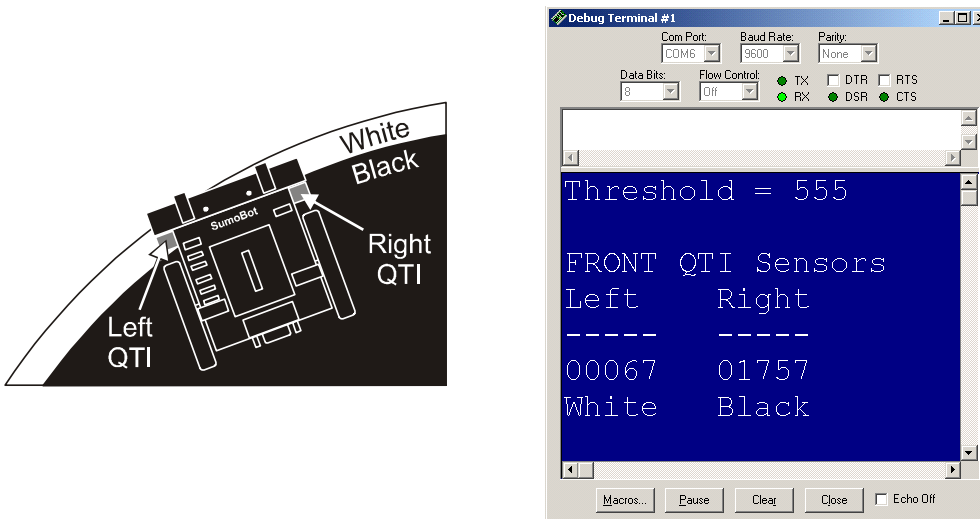 White
Black
SumoBot
Right
QTI
Left
QTI
Debug Terminal #1
Com Port: Baud Rate: Parity:
COM6 9600 None
Data Bits: Flow Control: TX DTR RTS
8 Off RX DSR CTS
Threshold = 555
FRONT QTI Sensors
Left Right
----- -----
00067 01757
White Black
Macros... Pause Clear Close Echo Off